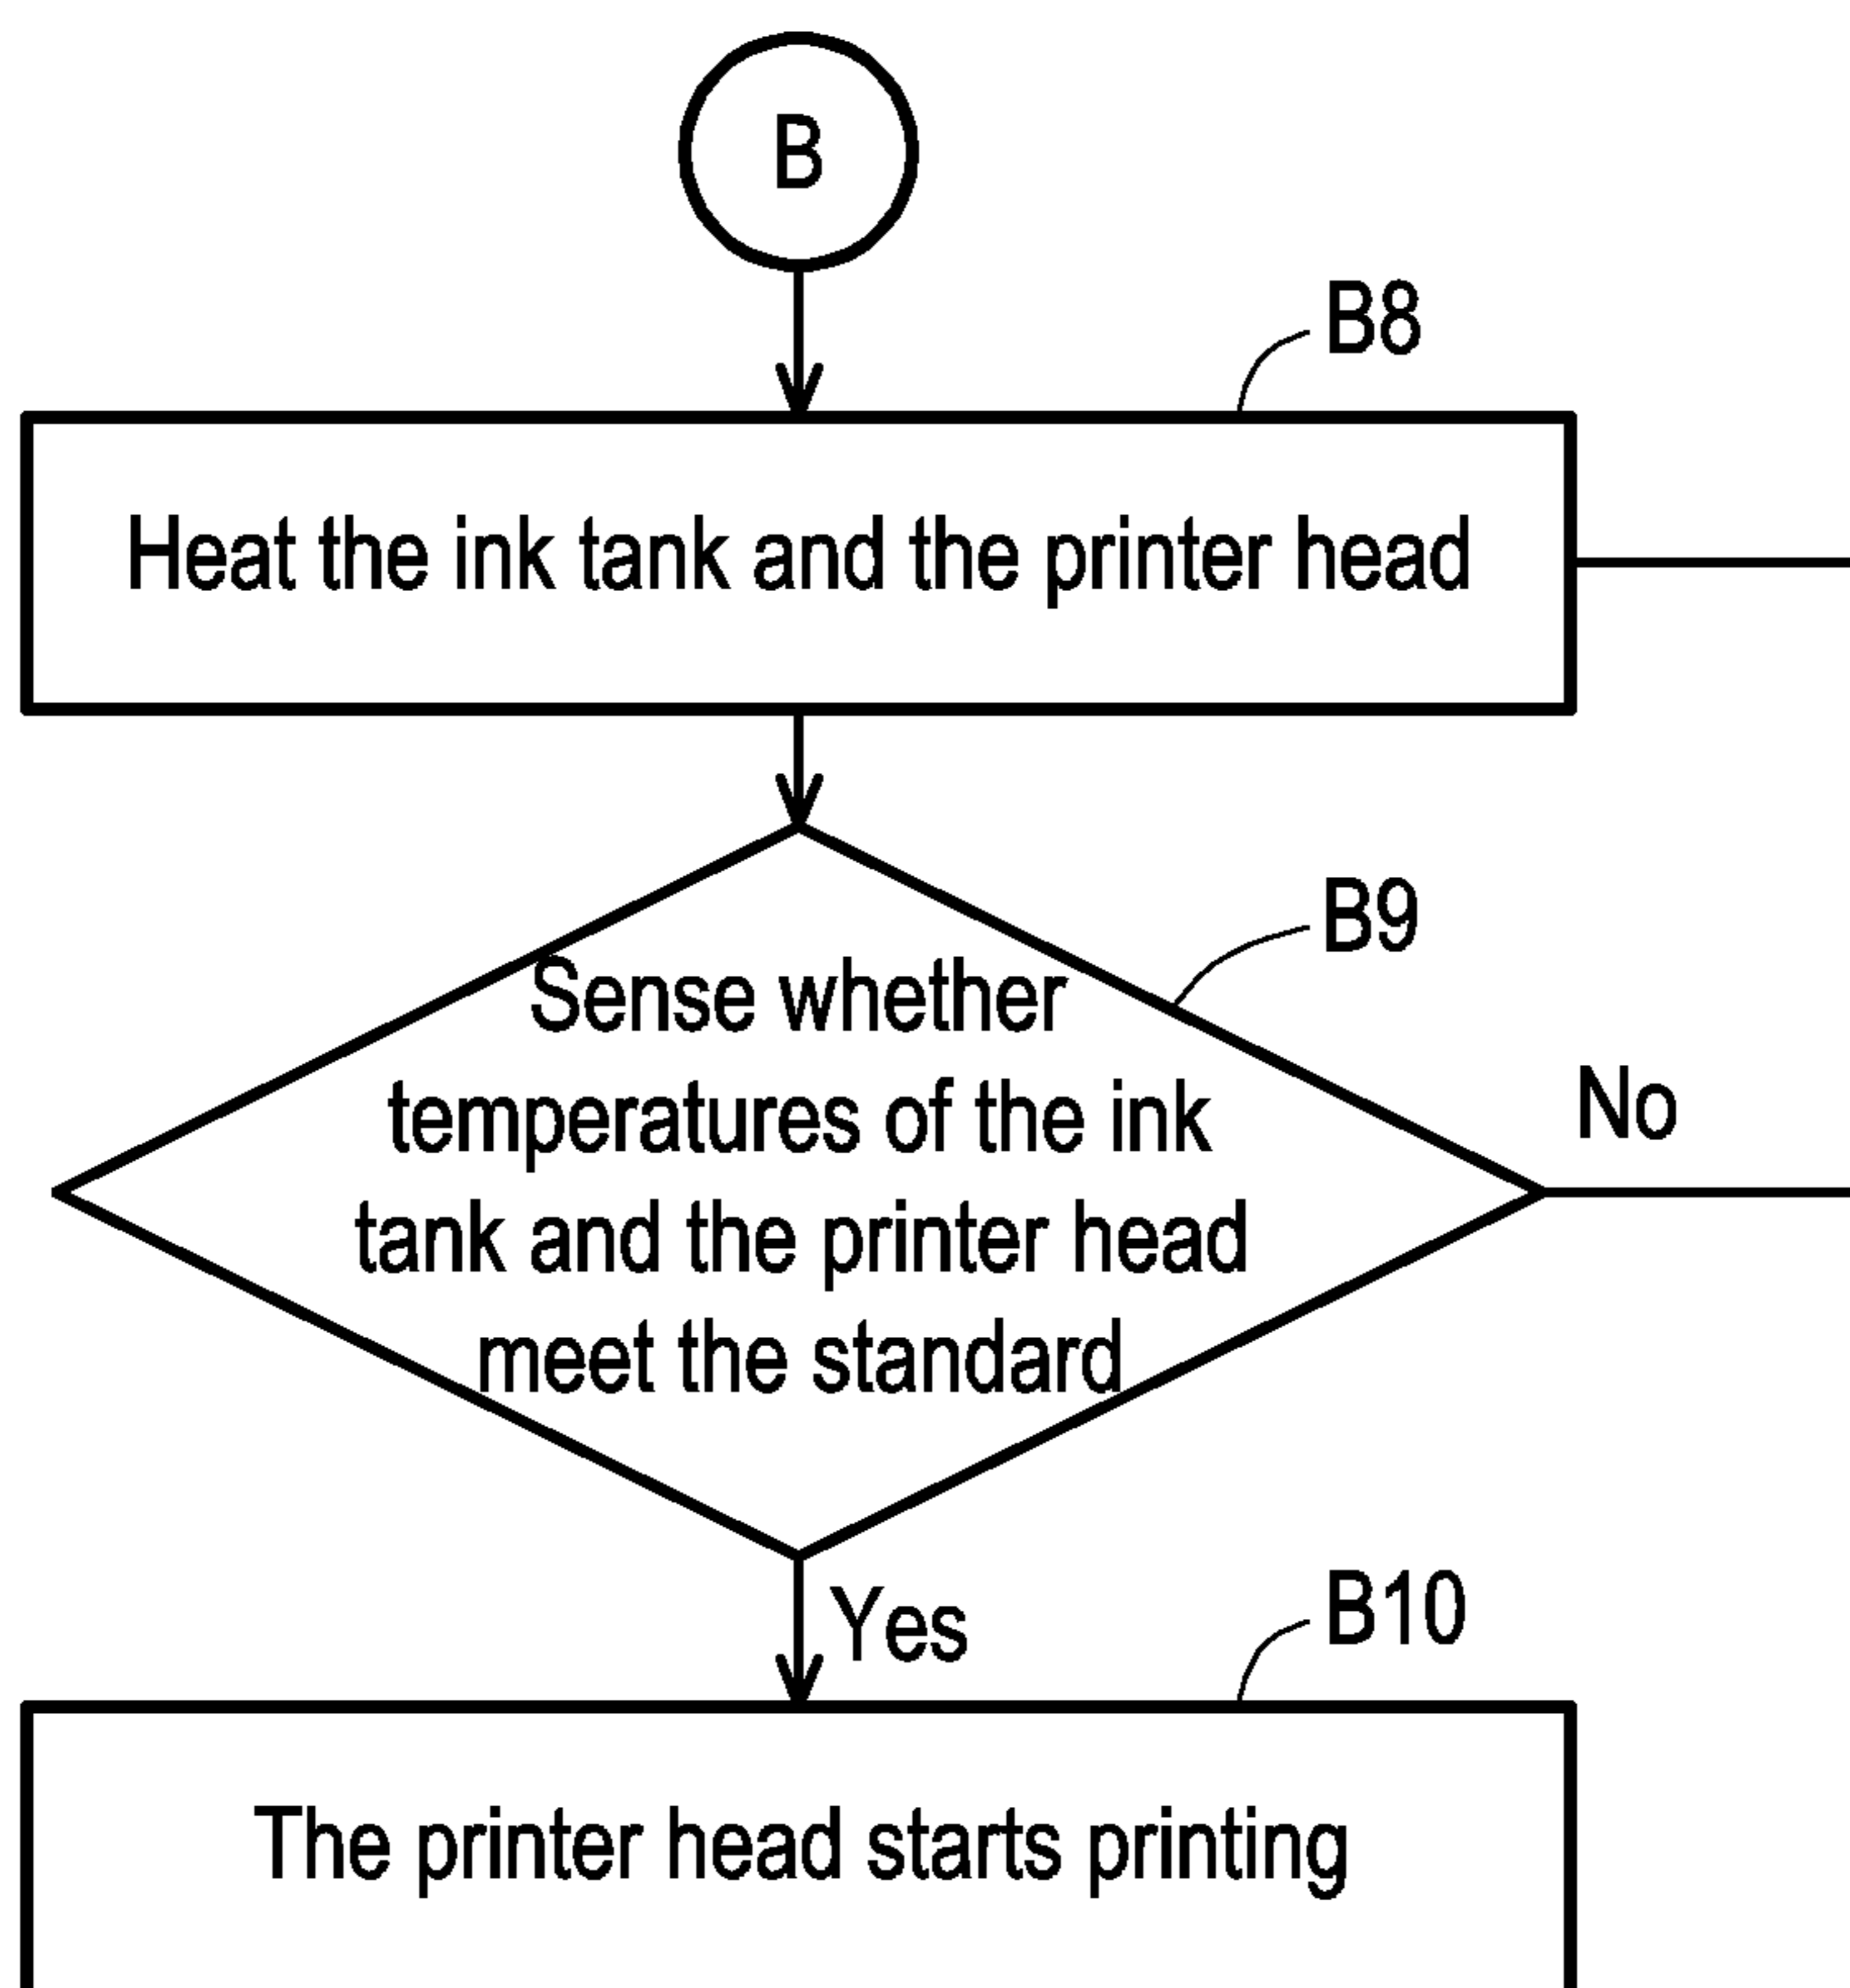 B
B8
Heat the ink tank and the printer head
B9
Sense whether
temperatures of the ink
tank and the printer head
meet the standard
No
Yes
B10
The printer head starts printing